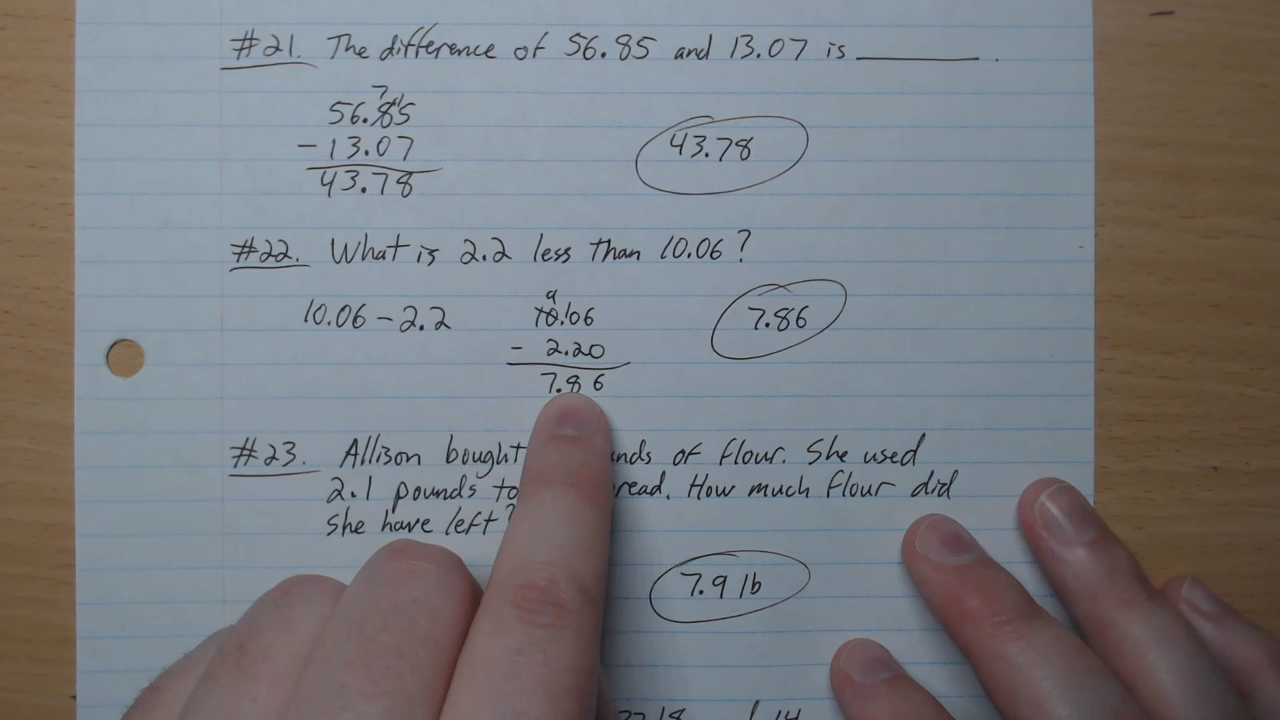 #21. The difference of 56.85 and 13.07 is ______.
7 1
56.85
- 13.07
43.78
43.78
#22. What is 2.2 less than 10.06?
10.06 - 2.2
9
10.106
- 2.20
7.86
7.86
#23. Allison bought of flour. She used
2.1 pounds to How much flour did
she have left?
7.9 lb